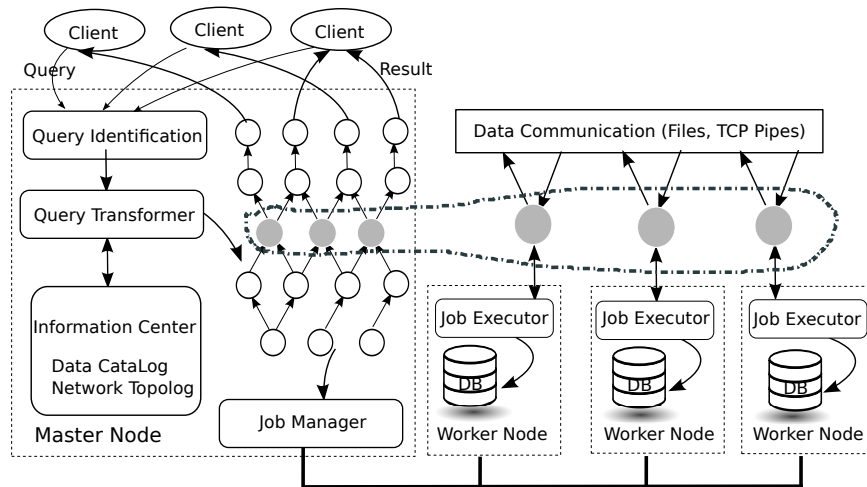 Client
Client
Client
Query
Result
Query Identification
Data Communication (Files, TCP Pipes)
Query Transformer
Information Center
Data CataLog
Network Topolog
Job Executor
Job Executor
Job Executor
DB
DB
DB
Job Manager
Master Node
Worker Node
Worker Node
Worker Node